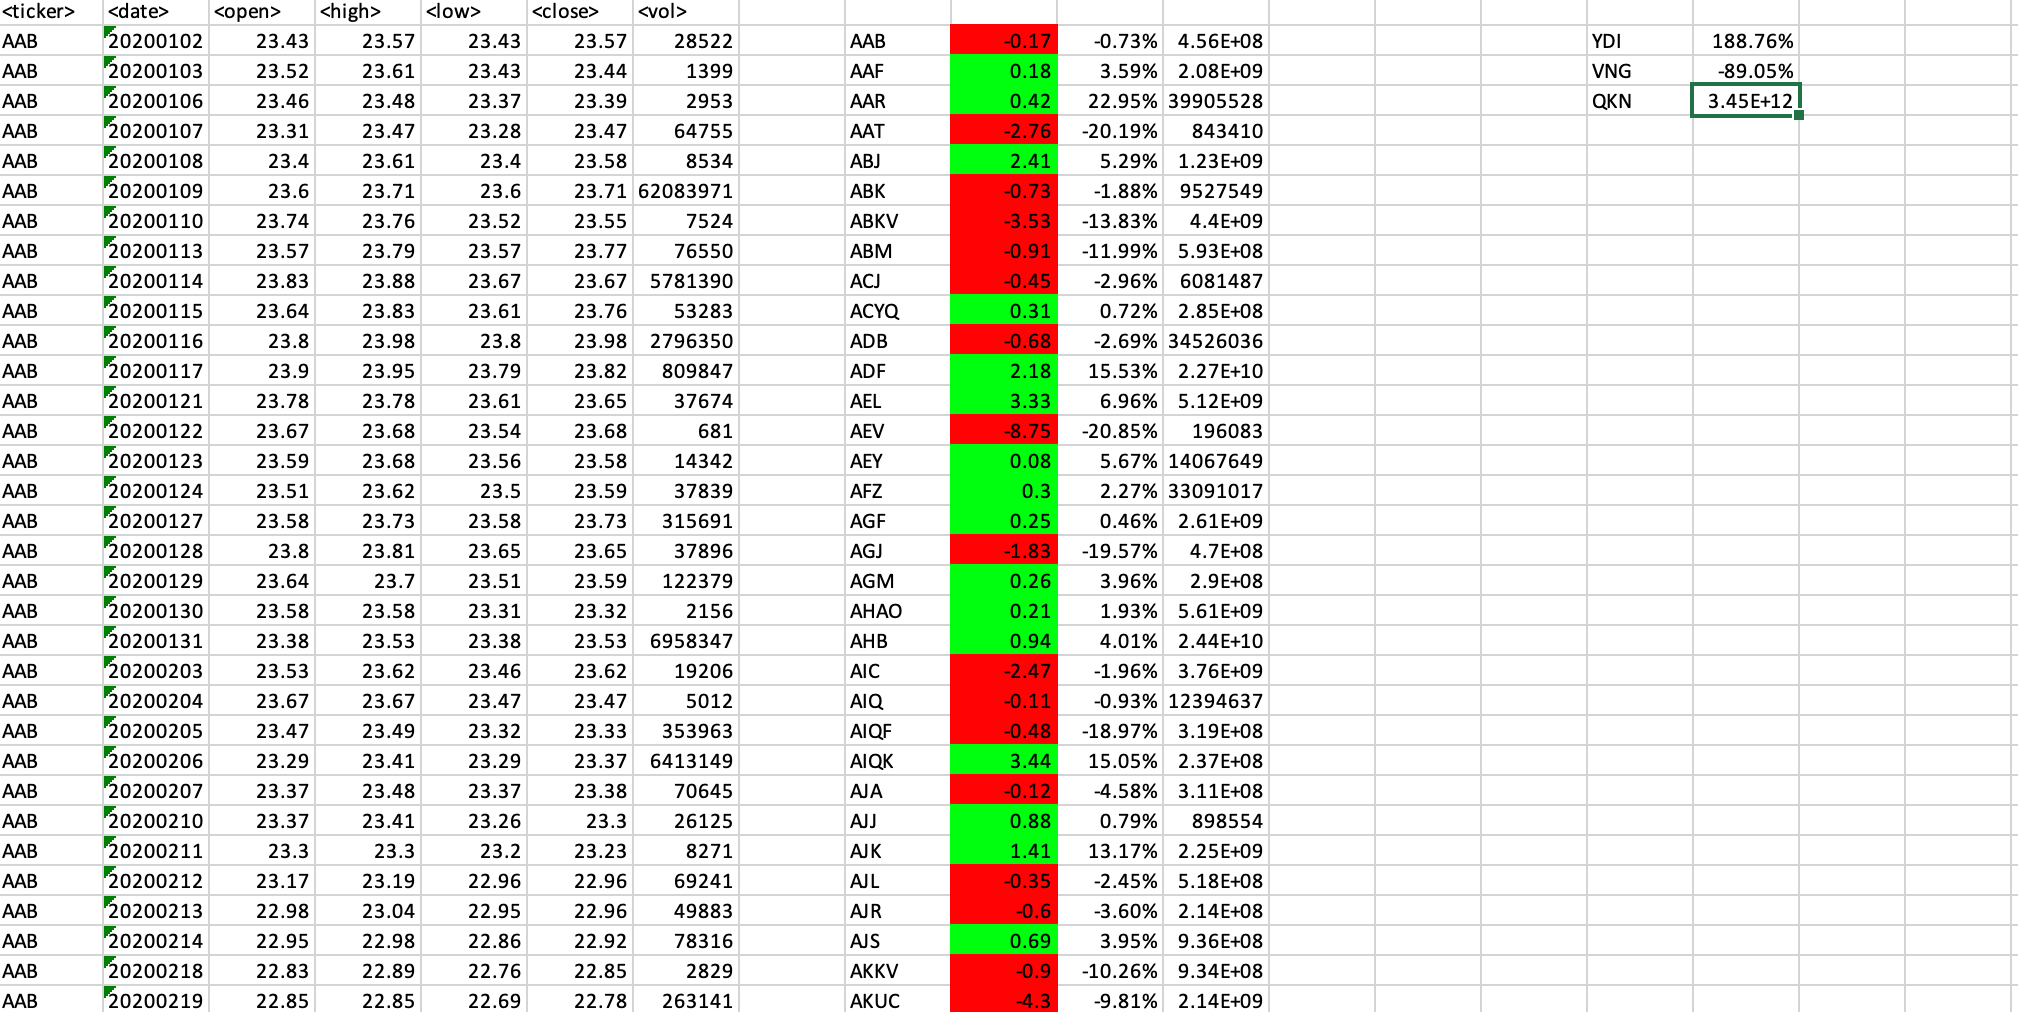 <ticker> <date> <open> <high> <low> <close> <vol>
AAB 20200102 23.43 23.57 23.43 23.57 28522 AAB -0.17 -0.73% 4.56E+08 YDI 188.76%
AAB 20200103 23.52 23.61 23.43 23.44 1399 AAF 0.18 3.59% 2.08E+09 VNG -89.05%
AAB 20200106 23.46 23.48 23.37 23.39 2953 AAR 0.42 22.95% 39905528 QKN 3.45E+12
AAB 20200107 23.31 23.47 23.28 23.47 64755 AAT -2.76 -20.19% 843410
AAB 20200108 23.4 23.61 23.4 23.58 8534 ABJ 2.41 5.29% 1.23E+09
AAB 20200109 23.6 23.71 23.6 23.71 62083971 ABK -0.73 -1.88% 9527549
AAB 20200110 23.74 23.76 23.52 23.55 7524 ABKV -3.53 -13.83% 4.4E+09
AAB 20200113 23.57 23.79 23.57 23.77 76550 ABM -0.91 -11.99% 5.93E+08
AAB 20200114 23.83 23.88 23.67 23.67 5781390 ACJ -0.45 -2.96% 6081487
AAB 20200115 23.64 23.83 23.61 23.76 53283 ACYQ 0.31 0.72% 2.85E+08
AAB 20200116 23.8 23.98 23.8 23.98 2796350 ADB -0.68 -2.69% 34526036
AAB 20200117 23.9 23.95 23.79 23.82 809847 ADF 2.18 15.53% 2.27E+10
AAB 20200121 23.78 23.78 23.61 23.65 37674 AEL 3.33 6.96% 5.12E+09
AAB 20200122 23.67 23.68 23.54 23.68 681 AEV -8.75 -20.85% 196083
AAB 20200123 23.59 23.68 23.56 23.58 14342 AEY 0.08 5.67% 14067649
AAB 20200124 23.51 23.62 23.5 23.59 37839 AFZ 0.3 2.27% 33091017
AAB 20200127 23.58 23.73 23.58 23.73 315691 AGF 0.25 0.46% 2.61E+09
AAB 20200128 23.8 23.81 23.65 23.65 37896 AGJ -1.83 -19.57% 4.7E+08
AAB 20200129 23.64 23.7 23.51 23.59 122379 AGM 0.26 3.96% 2.9E+08
AAB 20200130 23.58 23.58 23.31 23.32 2156 AHAO 0.21 1.93% 5.61E+09
AAB 20200131 23.38 23.53 23.38 23.53 6958347 AHB 0.94 4.01% 2.44E+10
AAB 20200203 23.53 23.62 23.46 23.62 19206 AIC -2.47 -1.96% 3.76E+09
AAB 20200204 23.67 23.67 23.47 23.47 5012 AIQ -0.11 -0.93% 12394637
AAB 20200205 23.47 23.49 23.32 23.33 353963 AIQF -0.48 -18.97% 3.19E+08
AAB 20200206 23.29 23.41 23.29 23.37 6413149 AIQK 3.44 15.05% 2.37E+08
AAB 20200207 23.37 23.48 23.37 23.38 70645 AJA -0.12 -4.58% 3.11E+08
AAB 20200210 23.37 23.41 23.26 23.3 26125 AJJ 0.88 0.79% 898554
AAB 20200211 23.3 23.3 23.2 23.23 8271 AJK 1.41 13.17% 2.25E+09
AAB 20200212 23.17 23.19 22.96 22.96 69241 AJL -0.35 -2.45% 5.18E+08
AAB 20200213 22.98 23.04 22.95 22.96 49883 AJR -0.6 -3.60% 2.14E+08
AAB 20200214 22.95 22.98 22.86 22.92 78316 AJS 0.69 3.95% 9.36E+08
AAB 20200218 22.83 22.89 22.76 22.85 2829 AKKV -0.9 -10.26% 9.34E+08
AAB 20200219 22.85 22.85 22.69 22.78 263141 AKUC -4.3 -9.81% 2.14E+09